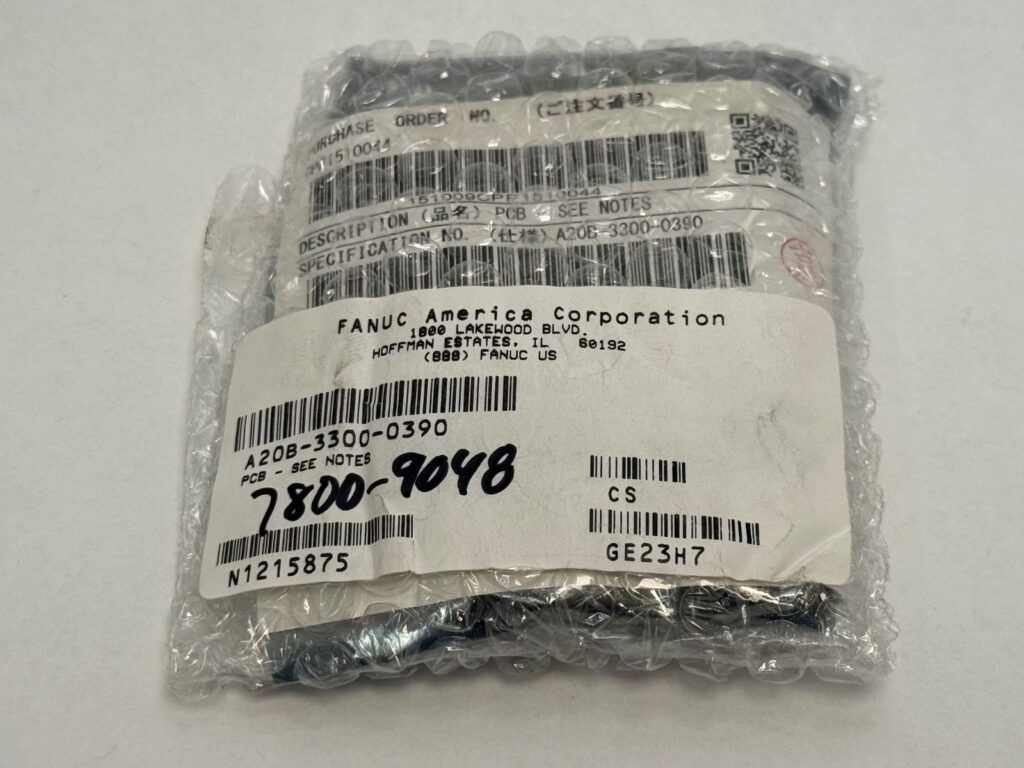 PURCHASE ORDER NO. (ご注文番号)
1510044
151009CPP1510044
DESCRIPTION (品名) PCB - SEE NOTES
SPECIFICATION NO. (仕様) A20B-3300-0390
FANUC America Corporation
1800 LAKEWOOD BLVD.
HOFFMAN ESTATES, IL 60192
(888) FANUC US
A20B-3300-0390
PCB - SEE NOTES
7800-9048
N1215875
CS
GE23H7